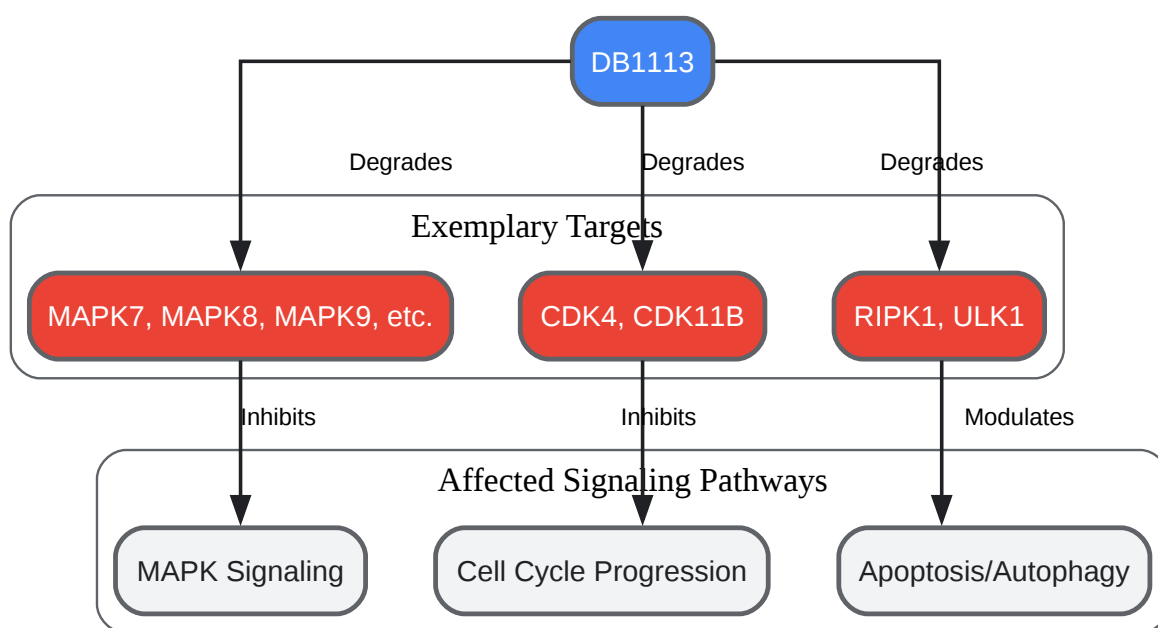 DB1113
Degrades
Degrades
Degrades
Exemplary Targets
MAPK7, MAPK8, MAPK9, etc.
CDK4, CDK11B
RIPK1, ULK1
Inhibits
Inhibits
Modulates
Affected Signaling Pathways
MAPK Signaling
Cell Cycle Progression
Apoptosis/Autophagy